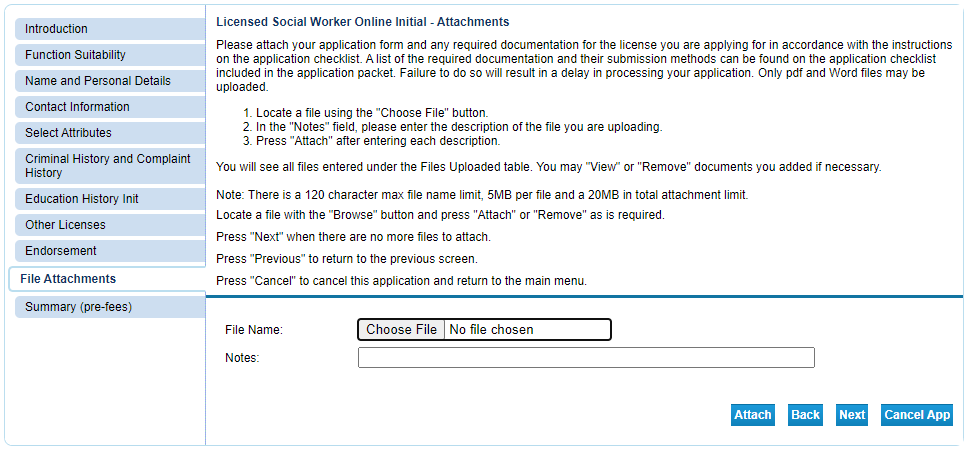 Introduction
Function Suitability
Name and Personal Details
Contact Information
Select Attributes
Criminal History and Complaint
History
Education History Init
Other Licenses
Endorsement
File Attachments
Summary (pre-fees)
Licensed Social Worker Online Initial - Attachments
Please attach your application form and any required documentation for the license you are applying for in accordance with the instructions
on the application checklist. A list of the required documentation and their submission methods can be found on the application checklist
included in the application packet. Failure to do so will result in a delay in processing your application. Only pdf and Word files may be
uploaded.
1. Locate a file using the "Choose File" button.
2. In the "Notes" field, please enter the description of the file you are uploading.
3. Press "Attach" after entering each description.
You will see all files entered under the Files Uploaded table. You may "View" or "Remove" documents you added if necessary.
Note: There is a 120 character max file name limit, 5MB per file and a 20MB in total attachment limit.
Locate a file with the "Browse" button and press "Attach" or "Remove" as is required.
Press "Next" when there are no more files to attach.
Press "Previous" to return to the previous screen.
Press "Cancel" to cancel this application and return to the main menu.
File Name: Choose File No file chosen
Notes:
Attach Back Next Cancel App